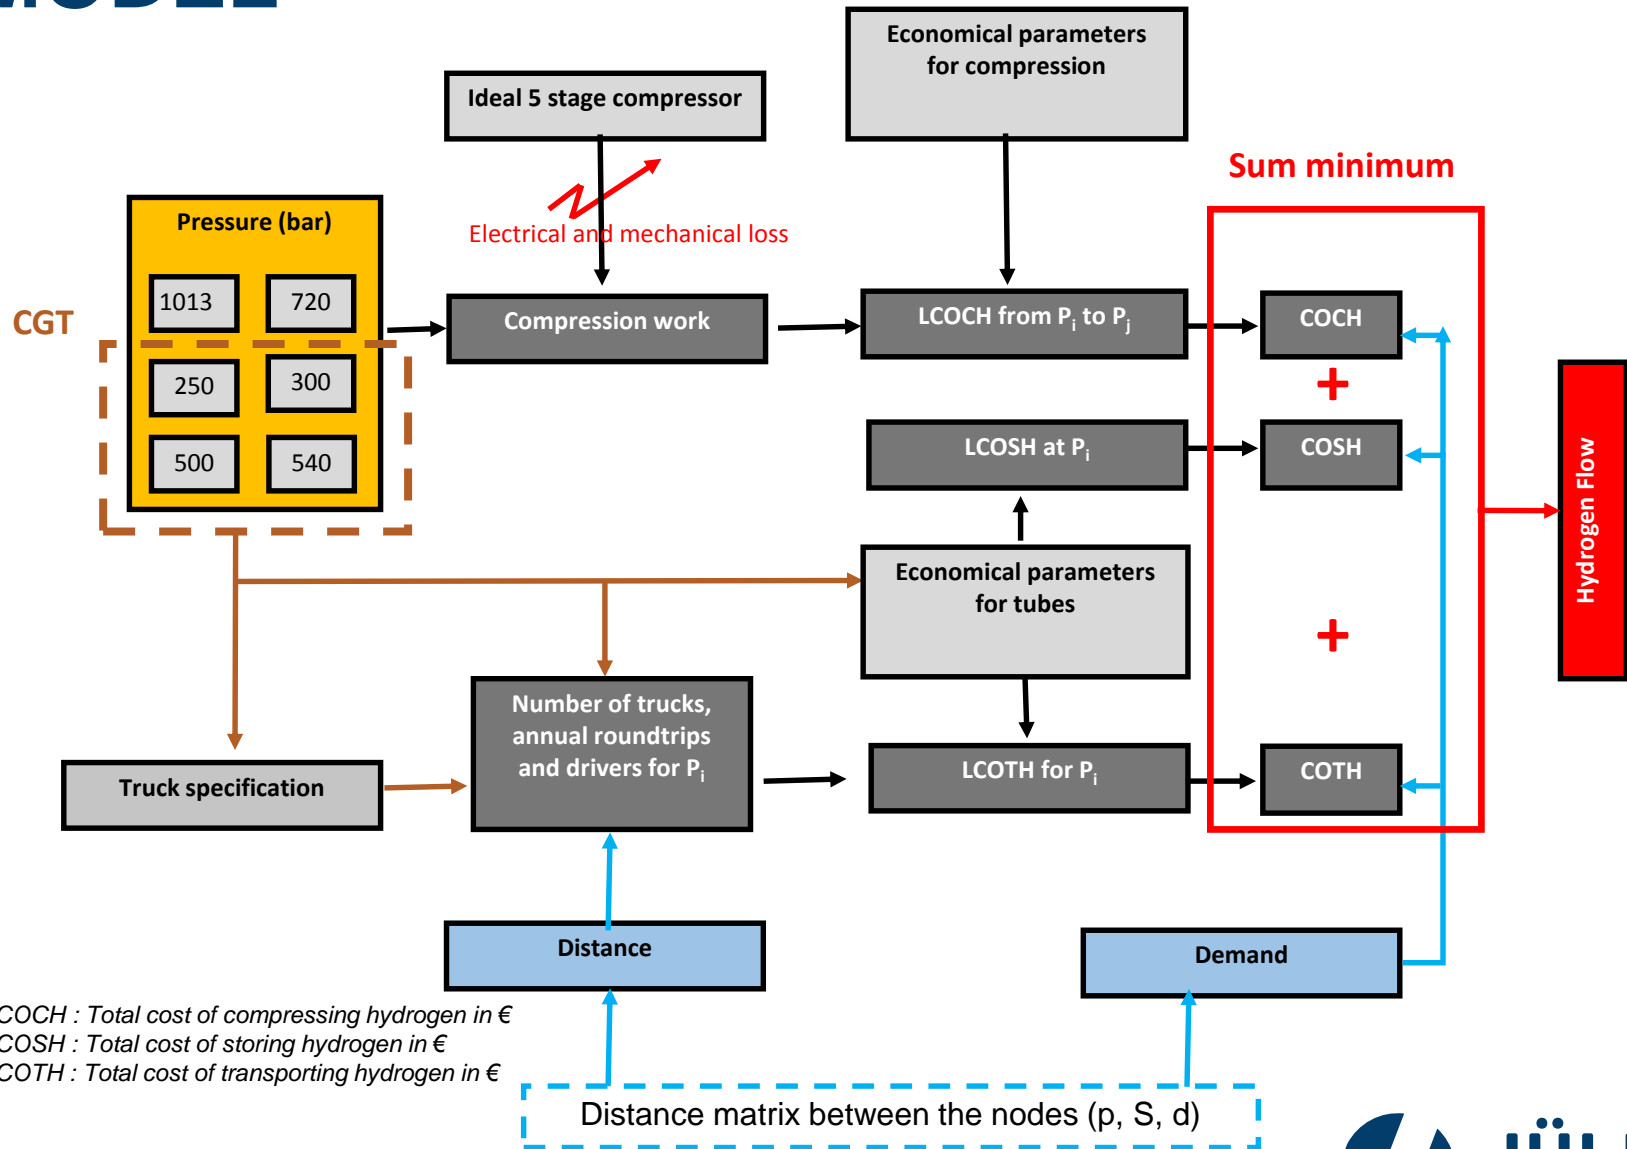 MODEL
Economical parameters
for compression
Ideal 5 stage compressor
Sum minimum
Pressure (bar)
Electrical and mechanical loss
1013
720
CGT
Compression work
LCOCH from Pi to Pj
COCH
+
250
300
500
540
LCOSH at Pi
COSH
Hydrogen Flow
Economical parameters
for tubes
+
Number of trucks,
annual roundtrips
and drivers for Pi
Truck specification
LCOTH for Pi
COTH
Distance
Demand
COCH : Total cost of compressing hydrogen in €
COSH : Total cost of storing hydrogen in €
COTH : Total cost of transporting hydrogen in €
Distance matrix between the nodes (p, S, d)